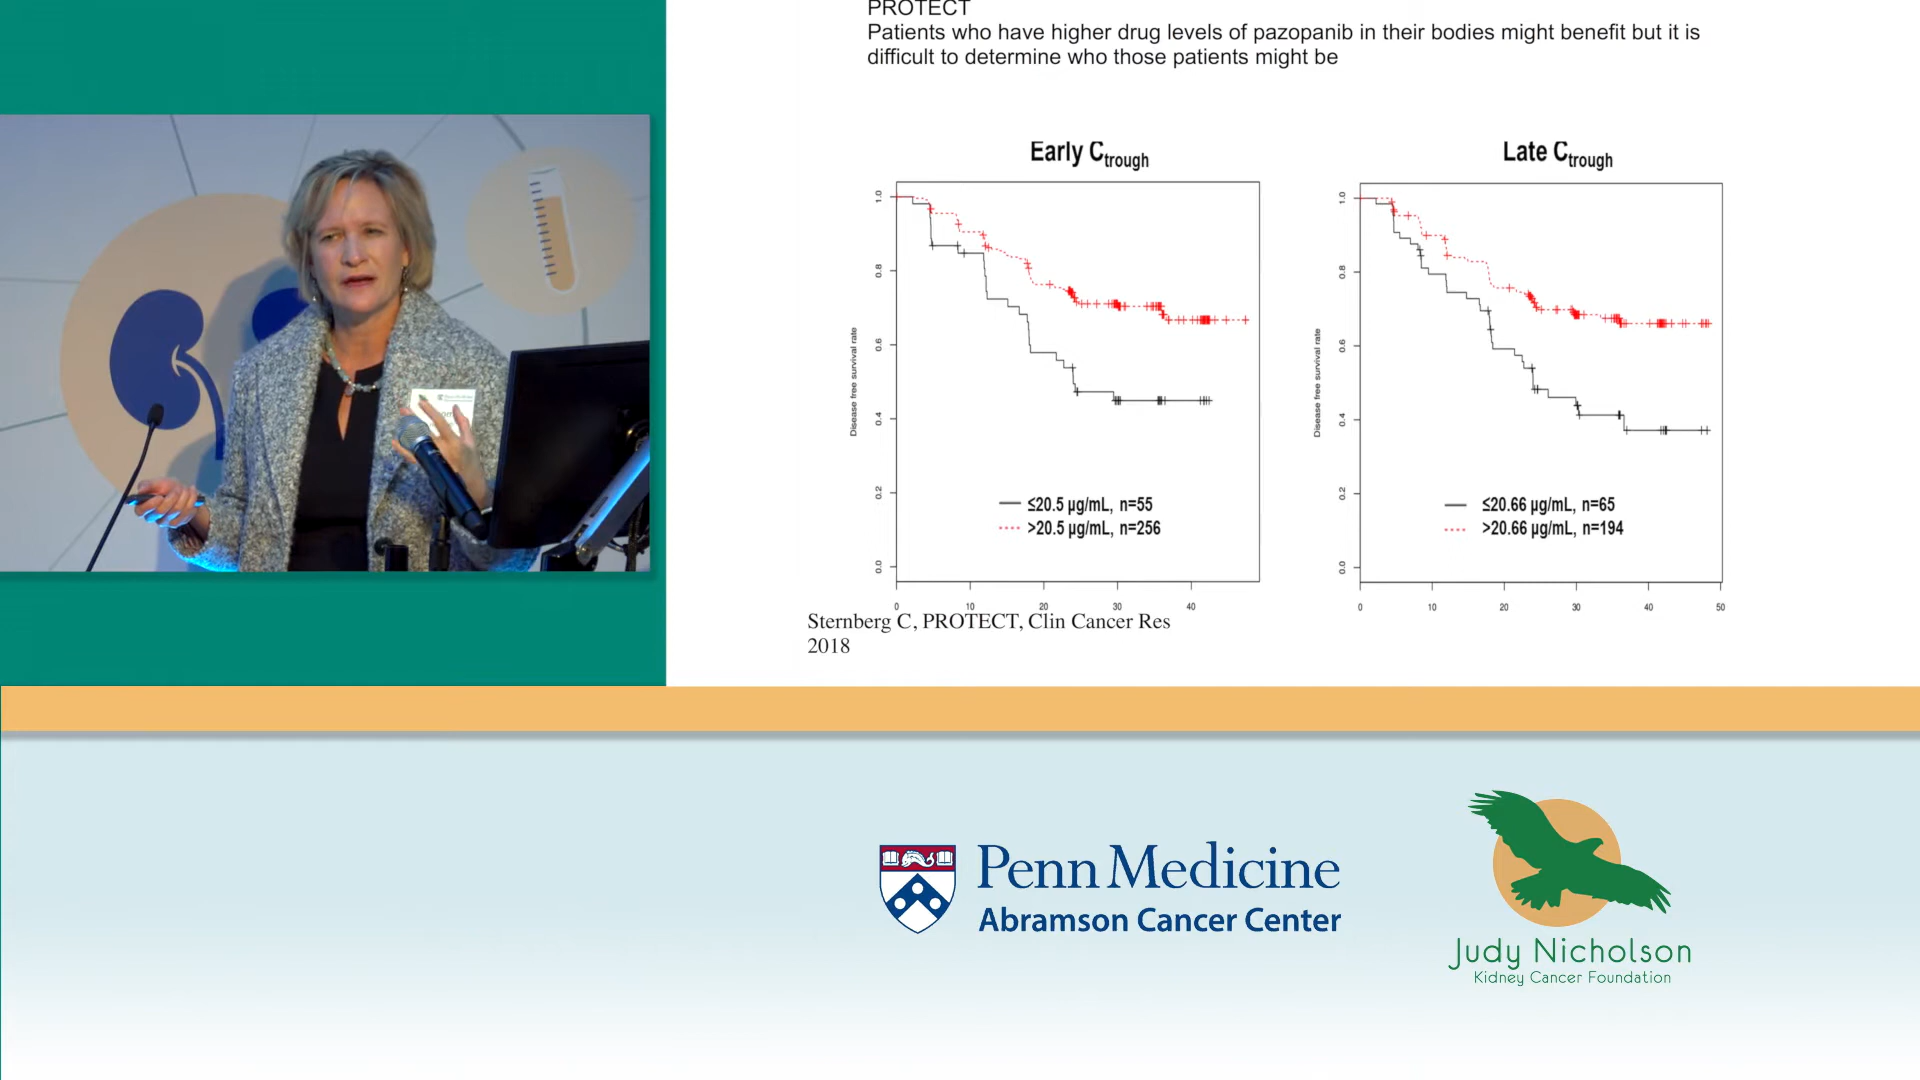 PROTECT
Patients who have higher drug levels of pazopanib in their bodies might benefit but it is
difficult to determine who those patients might be
Early Ctrough
Disease free survival rate
1.0
0.8
0.6
0.4
0.2
0.0
≤20.5 µg/mL, n=55
>20.5 µg/mL, n=256
0 10 20 30 40
Late Ctrough
Disease free survival rate
1.0
0.8
0.6
0.4
0.2
0.0
≤20.66 µg/mL, n=65
>20.66 µg/mL, n=194
0 10 20 30 40 50
Sternberg C, PROTECT, Clin Cancer Res
2018
Penn Medicine
Abramson Cancer Center
Judy Nicholson
Kidney Cancer Foundation